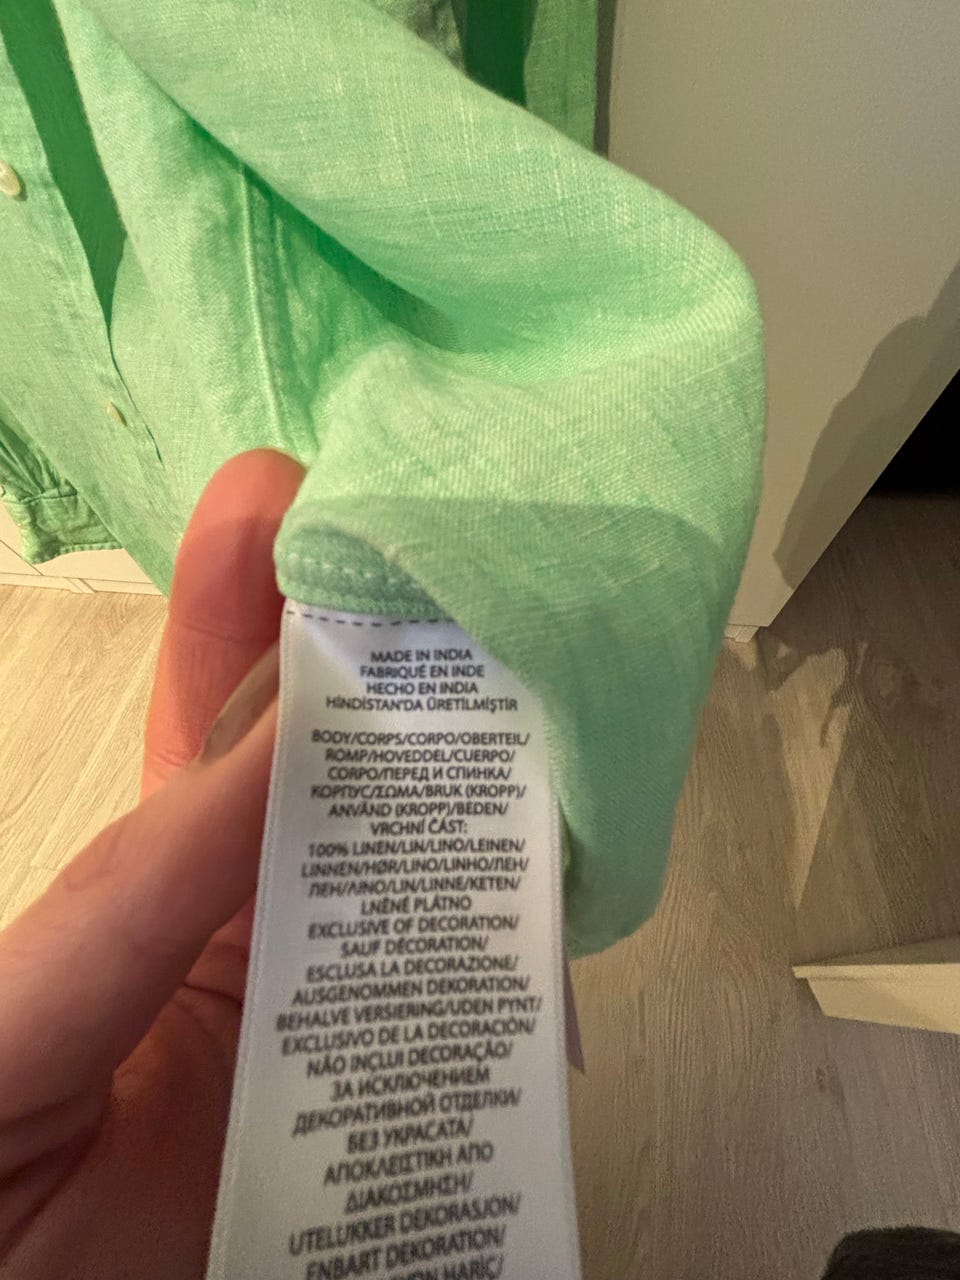 MADE IN INDIA
FABRIQUÉ EN INDE
HECHO EN INDIA
HİNDİSTAN'DA ÜRETİLMİŞTİR
BODY/CORPS/CORPO/OBERTEIL/
ROMP/HOVEDDEL/CUERPO/
CORPO/ПЕРЕД И СПИНКА/
КОРПУС/ΣΩΜΑ/BRUK (KROPP)/
ANVÄND (KROPP)/BEDEN/
VRCHNÍ ČÁST:
100% LINEN/LIN/LINO/LEINEN/
LINNEN/HØR/LINO/LINHO/ЛЕН/
ЛЕН/ΛΙΝΟ/LIN/LINNE/KETEN/
LNĚNÉ PLÁTNO
EXCLUSIVE OF DECORATION/
SAUF DÉCORATION/
ESCLUSA LA DECORAZIONE/
AUSGENOMMEN DEKORATION/
BEHALVE VERSIERING/UDEN PYNT/
EXCLUSIVO DE LA DECORACIÓN/
NÃO INCLUI DECORAÇÃO/
ЗА ИСКЛЮЧЕНИЕМ
ДЕКОРАТИВНОЙ ОТДЕЛКИ/
БЕЗ УКРАСАТА/
ΑΠΟΚΛΕΙΣΤΙΚΗ ΑΠΟ
ΔΙΑΚΟΣΜΗΣΗ/
UTELUKKER DEKORASJON/
ENBART DEKORATION/
HARİÇ/